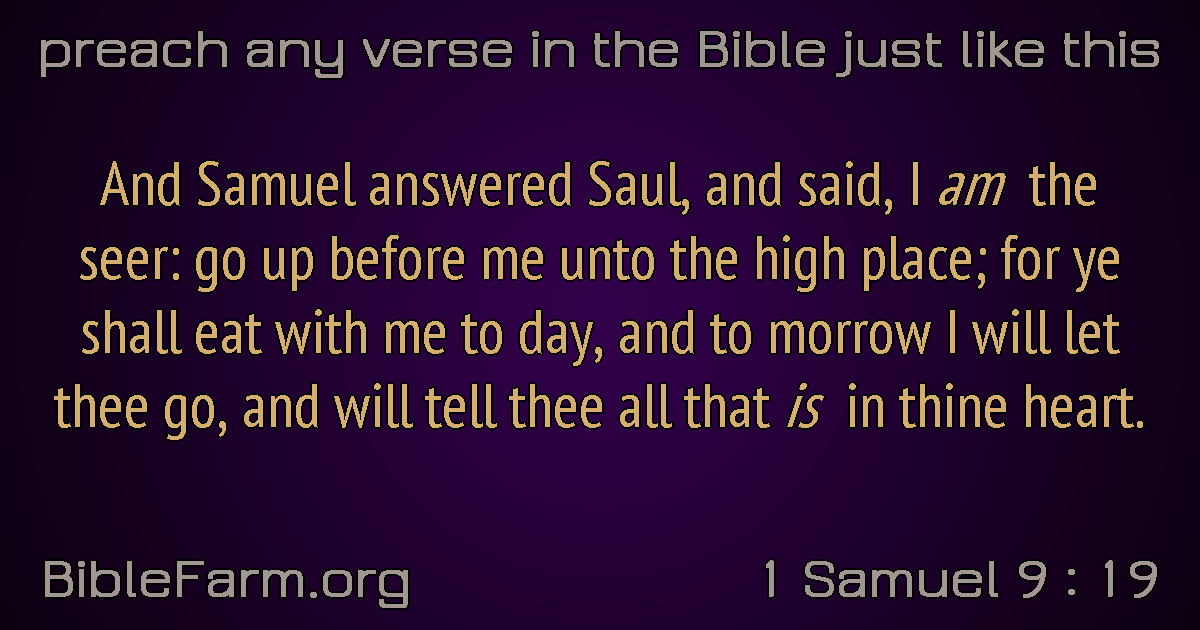 preach any verse in the Bible just like this
And Samuel answered Saul, and said, I am the
seer: go up before me unto the high place; for ye
shall eat with me to day, and to morrow I will let
thee go, and will tell thee all that is in thine heart.
BibleFarm.org
1 Samuel 9 : 19